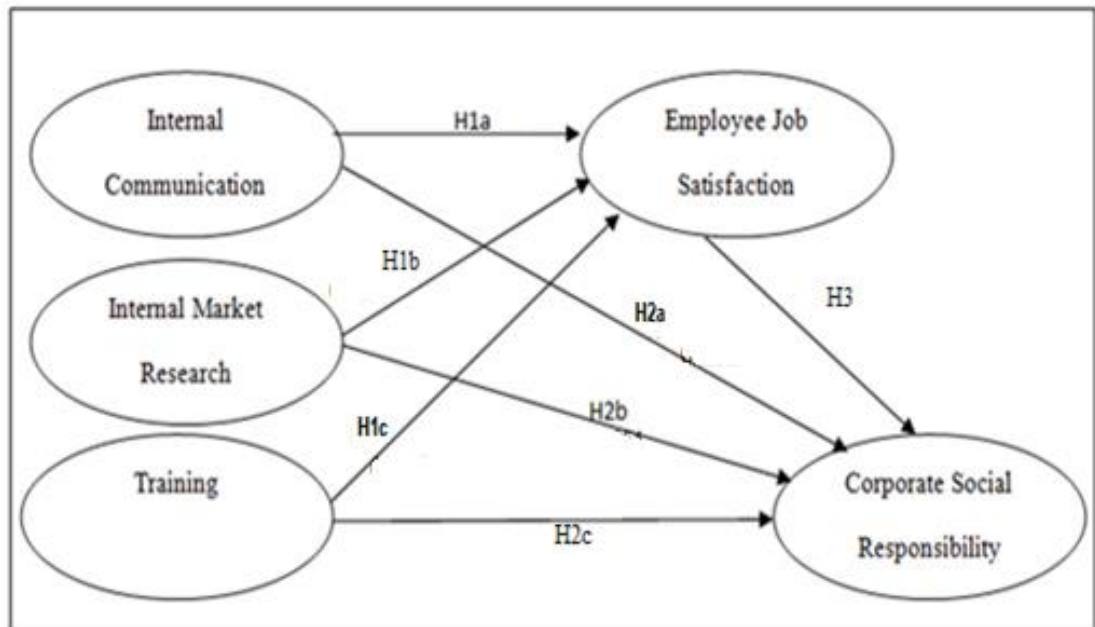 Internal
Communication
H1a
Employee Job
Satisfaction
H1b
H2a
H3
Internal Market
Research
H1c
H2b
Training
H2c
Corporate Social
Responsibility